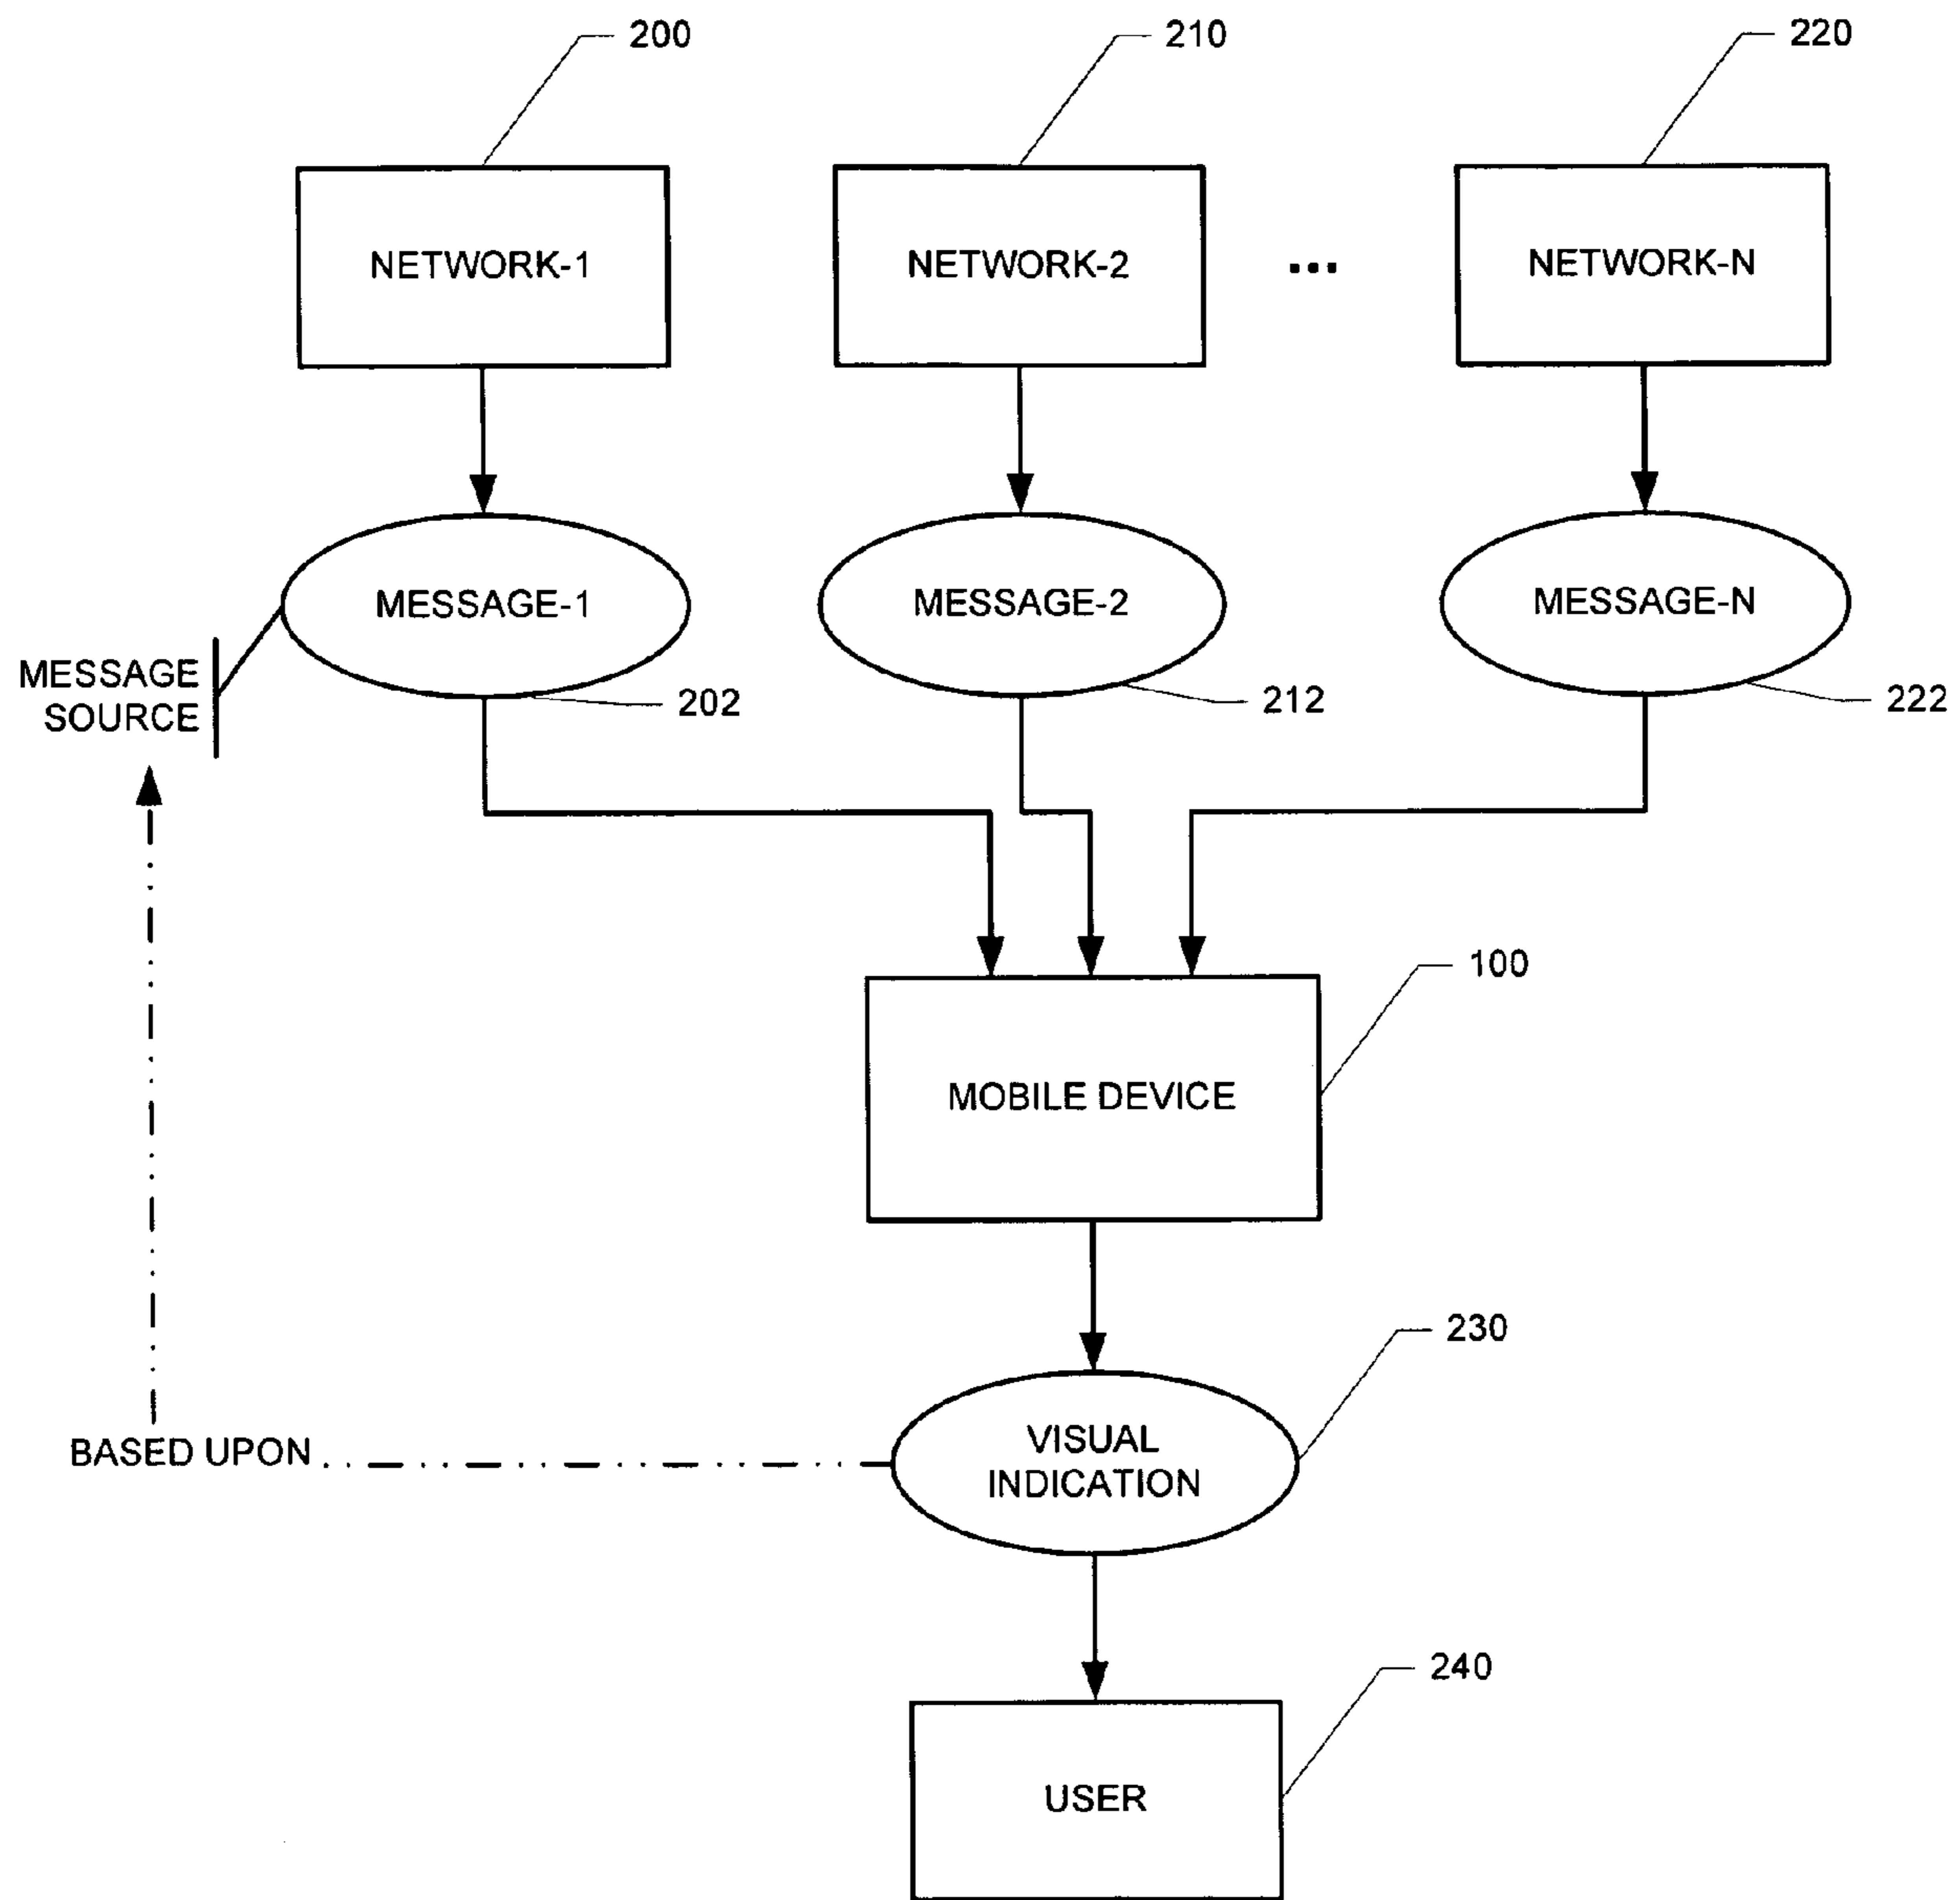 200
210
220
NETWORK-1
NETWORK-2
...
NETWORK-N
MESSAGE-1
MESSAGE-2
MESSAGE-N
MESSAGE
SOURCE
202
212
222
100
MOBILE DEVICE
230
VISUAL
INDICATION
BASED UPON
240
USER